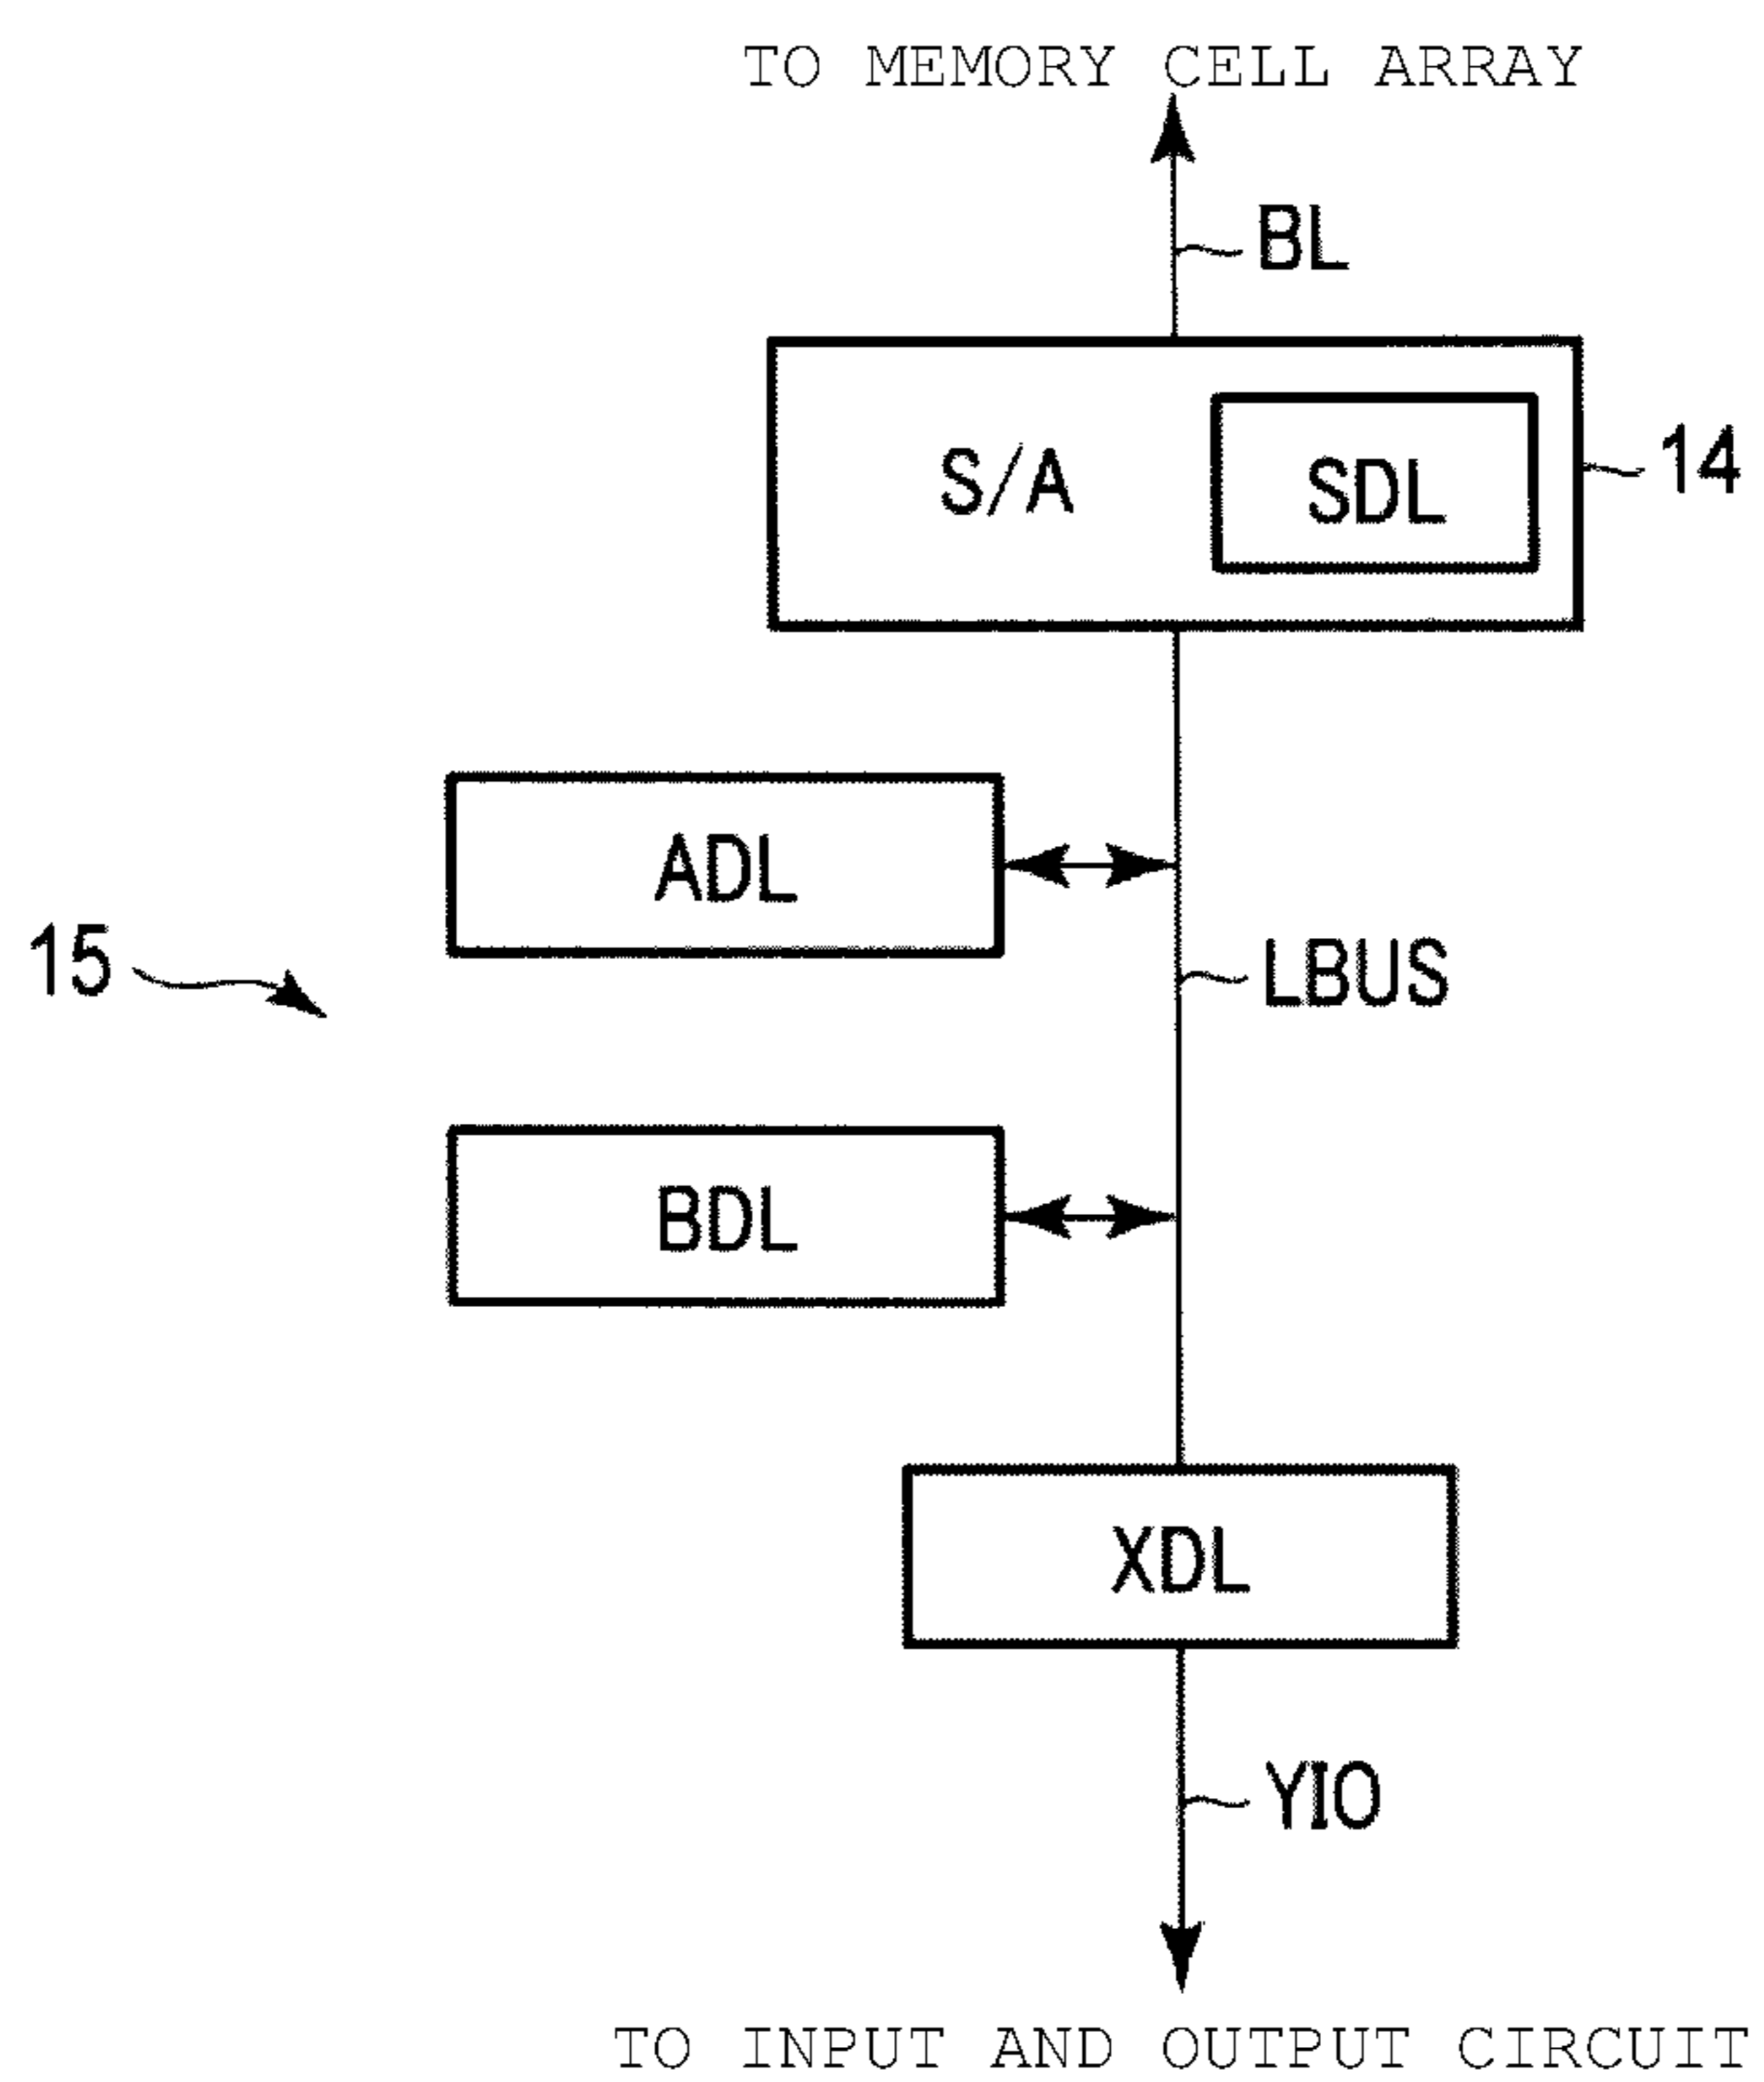 TO MEMORY CELL ARRAY
BL
S/A
SDL
14
ADL
15
LBUS
BDL
XDL
YIO
TO INPUT AND OUTPUT CIRCUIT